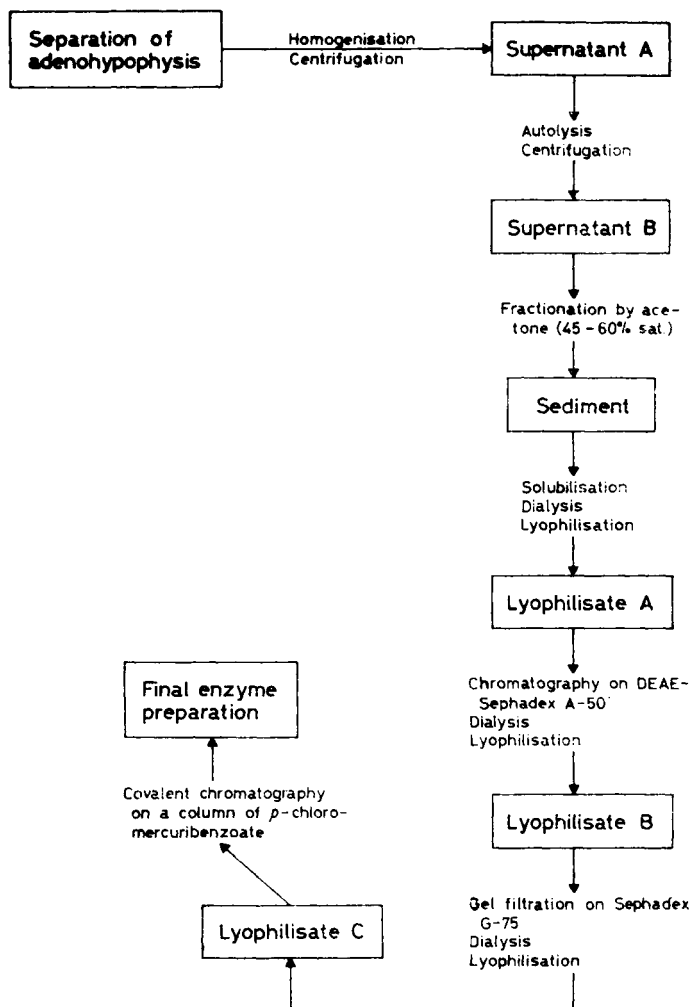 Separation of
adenohypophysis
Homogenisation
Centrifugation
Supernatant A
Autolysis
Centrifugation
Supernatant B
Fractionation by ace-
tone (45-60% sat.)
Sediment
Solubilisation
Dialysis
Lyophilisation
Lyophilisate A
Chromatography on DEAE-
Sephadex A-50
Dialysis
Lyophilisation
Lyophilisate B
Gel filtration on Sephadex
G-75
Dialysis
Lyophilisation
Lyophilisate C
Covalent chromatography
on a column of p-chloro-
mercuribenzoate
Final enzyme
preparation